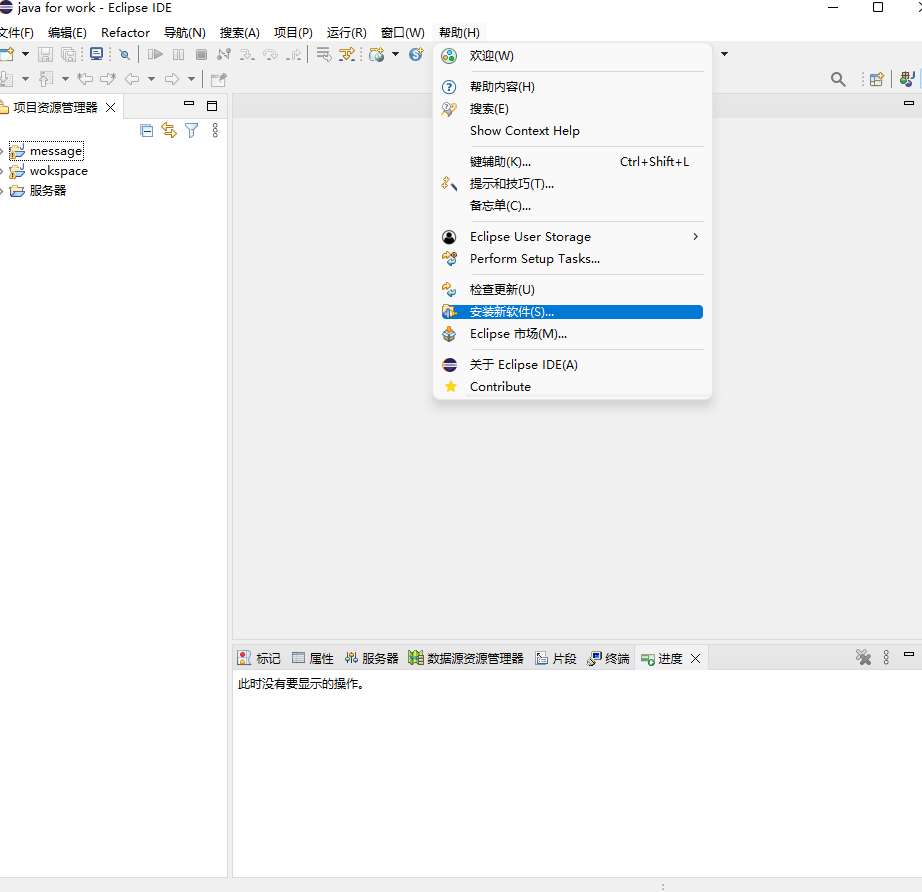 java for work - Eclipse IDE
文件(F) 编辑(E) Refactor 导航(N) 搜索(A) 项目(P) 运行(R) 窗口(W) 帮助(H)
项目资源管理器
message
wokspace
服务器
欢迎(W)
帮助内容(H)
搜索(E)
Show Context Help
键辅助(K)... Ctrl+Shift+L
提示和技巧(T)...
备忘单(C)...
Eclipse User Storage
Perform Setup Tasks...
检查更新(U)
安装新软件(S)...
Eclipse 市场(M)...
关于 Eclipse IDE(A)
Contribute
标记 属性 服务器 数据源资源管理器 片段 终端 进度
此时没有要显示的操作。